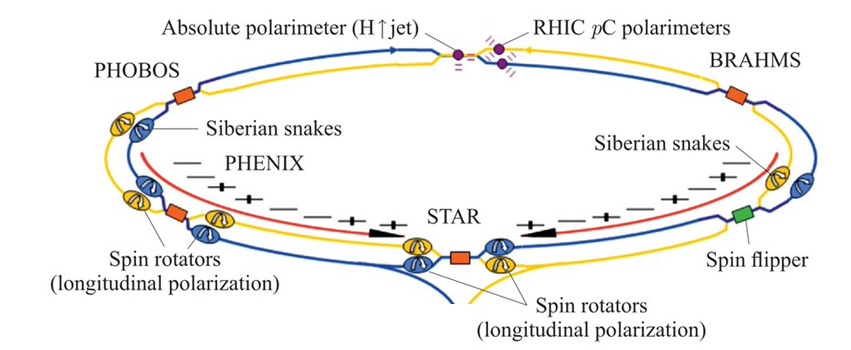 Absolute polarimeter (H↑jet)
RHIC pC polarimeters
PHOBOS
BRAHMS
Siberian snakes
Siberian snakes
PHENIX
STAR
Spin rotators
(longitudinal polarization)
Spin flipper
Spin rotators
(longitudinal polarization)